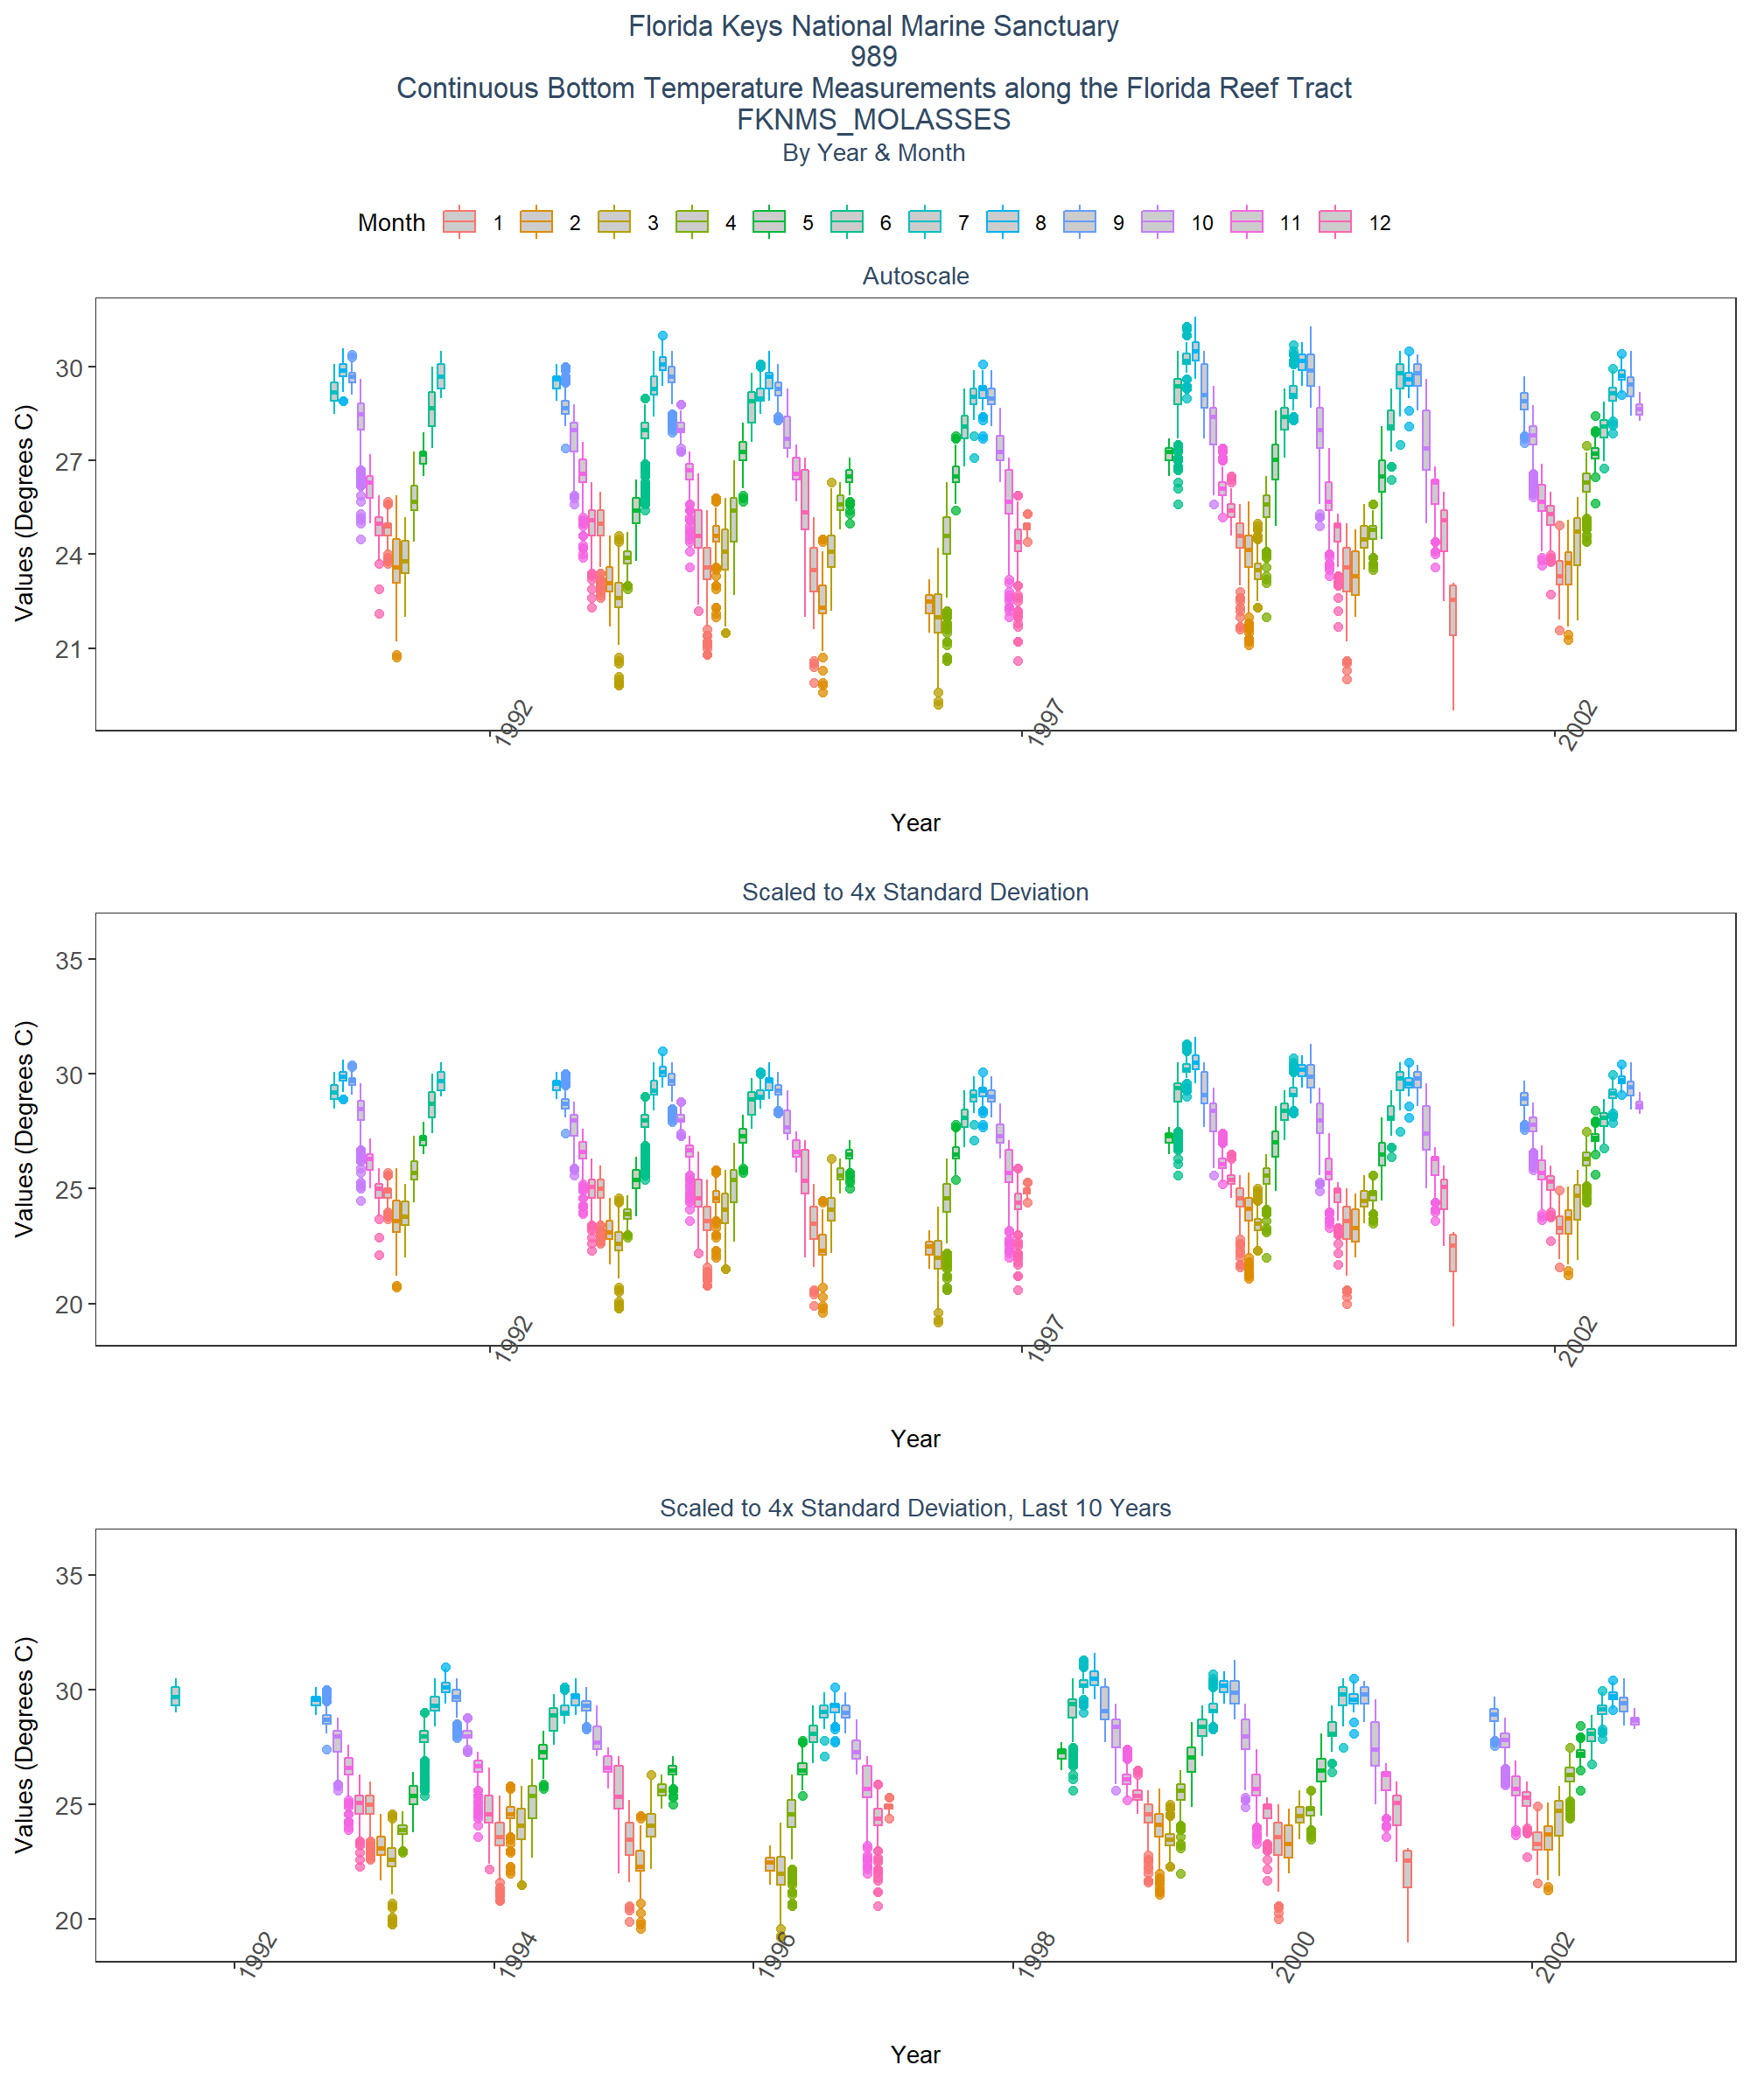 Florida Keys National Marine Sanctuary
989
Continuous Bottom Temperature Measurements along the Florida Reef Tract
FKNMS_MOLASSES
By Year & Month
Month 1 2 3 4 5 6 7 8 9 10 11 12
Autoscale
Values (Degrees C)
30
27
24
21
1992 1997 2002
Year
Scaled to 4x Standard Deviation
Values (Degrees C)
35
30
25
20
1992 1997 2002
Year
Scaled to 4x Standard Deviation, Last 10 Years
Values (Degrees C)
35
30
25
20
1992 1994 1996 1998 2000 2002
Year